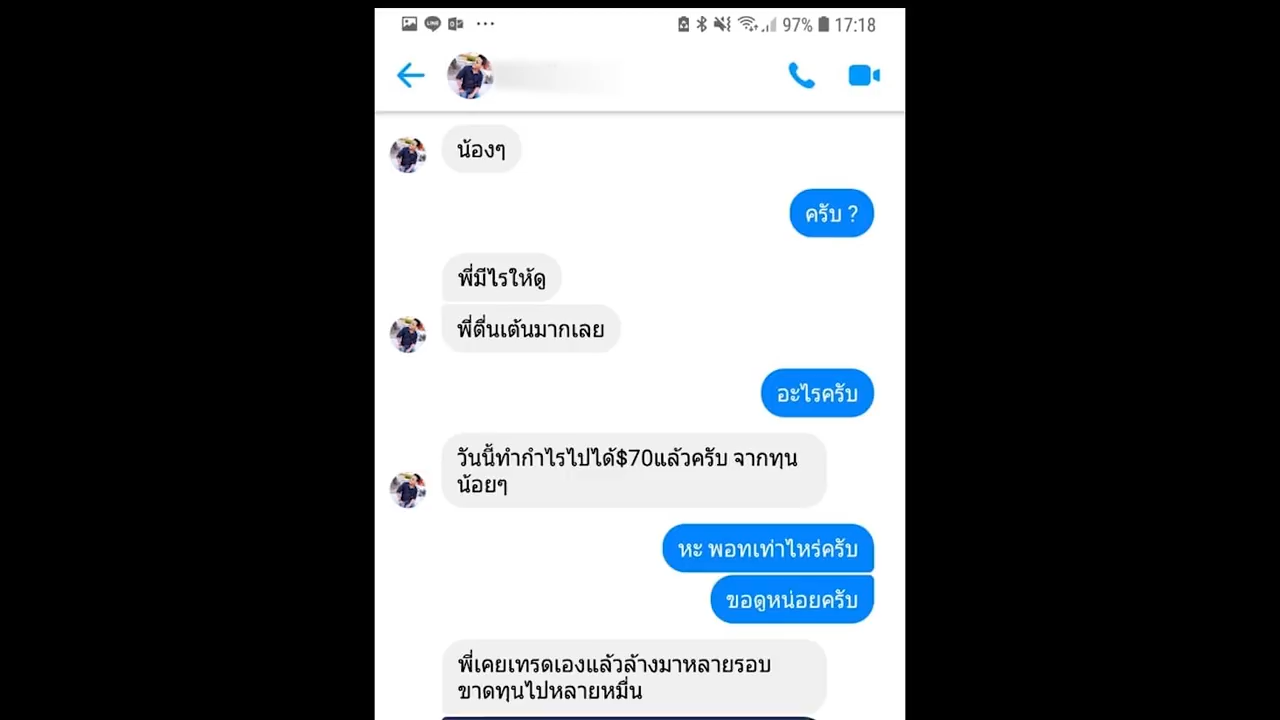 97% 17:18
น้องๆ
ครับ ?
พี่มีไรให้ดู
พี่ตื่นเต้นมากเลย
อะไรครับ
วันนี้ทำกำไรไปได้$70แล้วครับ จากทุน
น้อยๆ
หะ พอทเท่าไหร่ครับ
ขอดูหน่อยครับ
พี่เคยเทรดเองแล้วล้างมาหลายรอบ
ขาดทุนไปหลายหมื่น